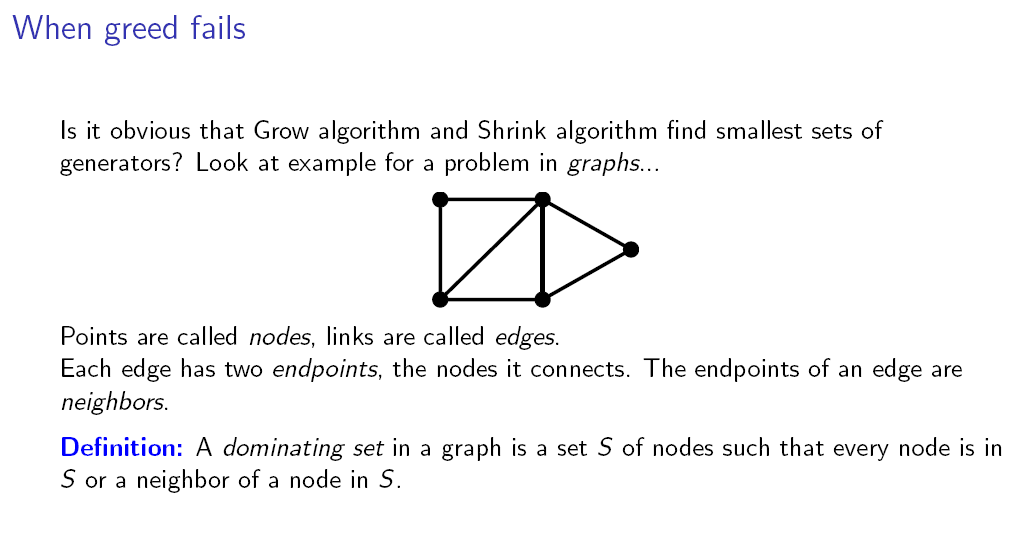 When greed fails
Is it obvious that Grow algorithm and Shrink algorithm find smallest sets of
generators? Look at example for a problem in graphs...
Points are called nodes, links are called edges.
Each edge has two endpoints, the nodes it connects. The endpoints of an edge are
neighbors.
Definition: A dominating set in a graph is a set S of nodes such that every node is in
S or a neighbor of a node in S.